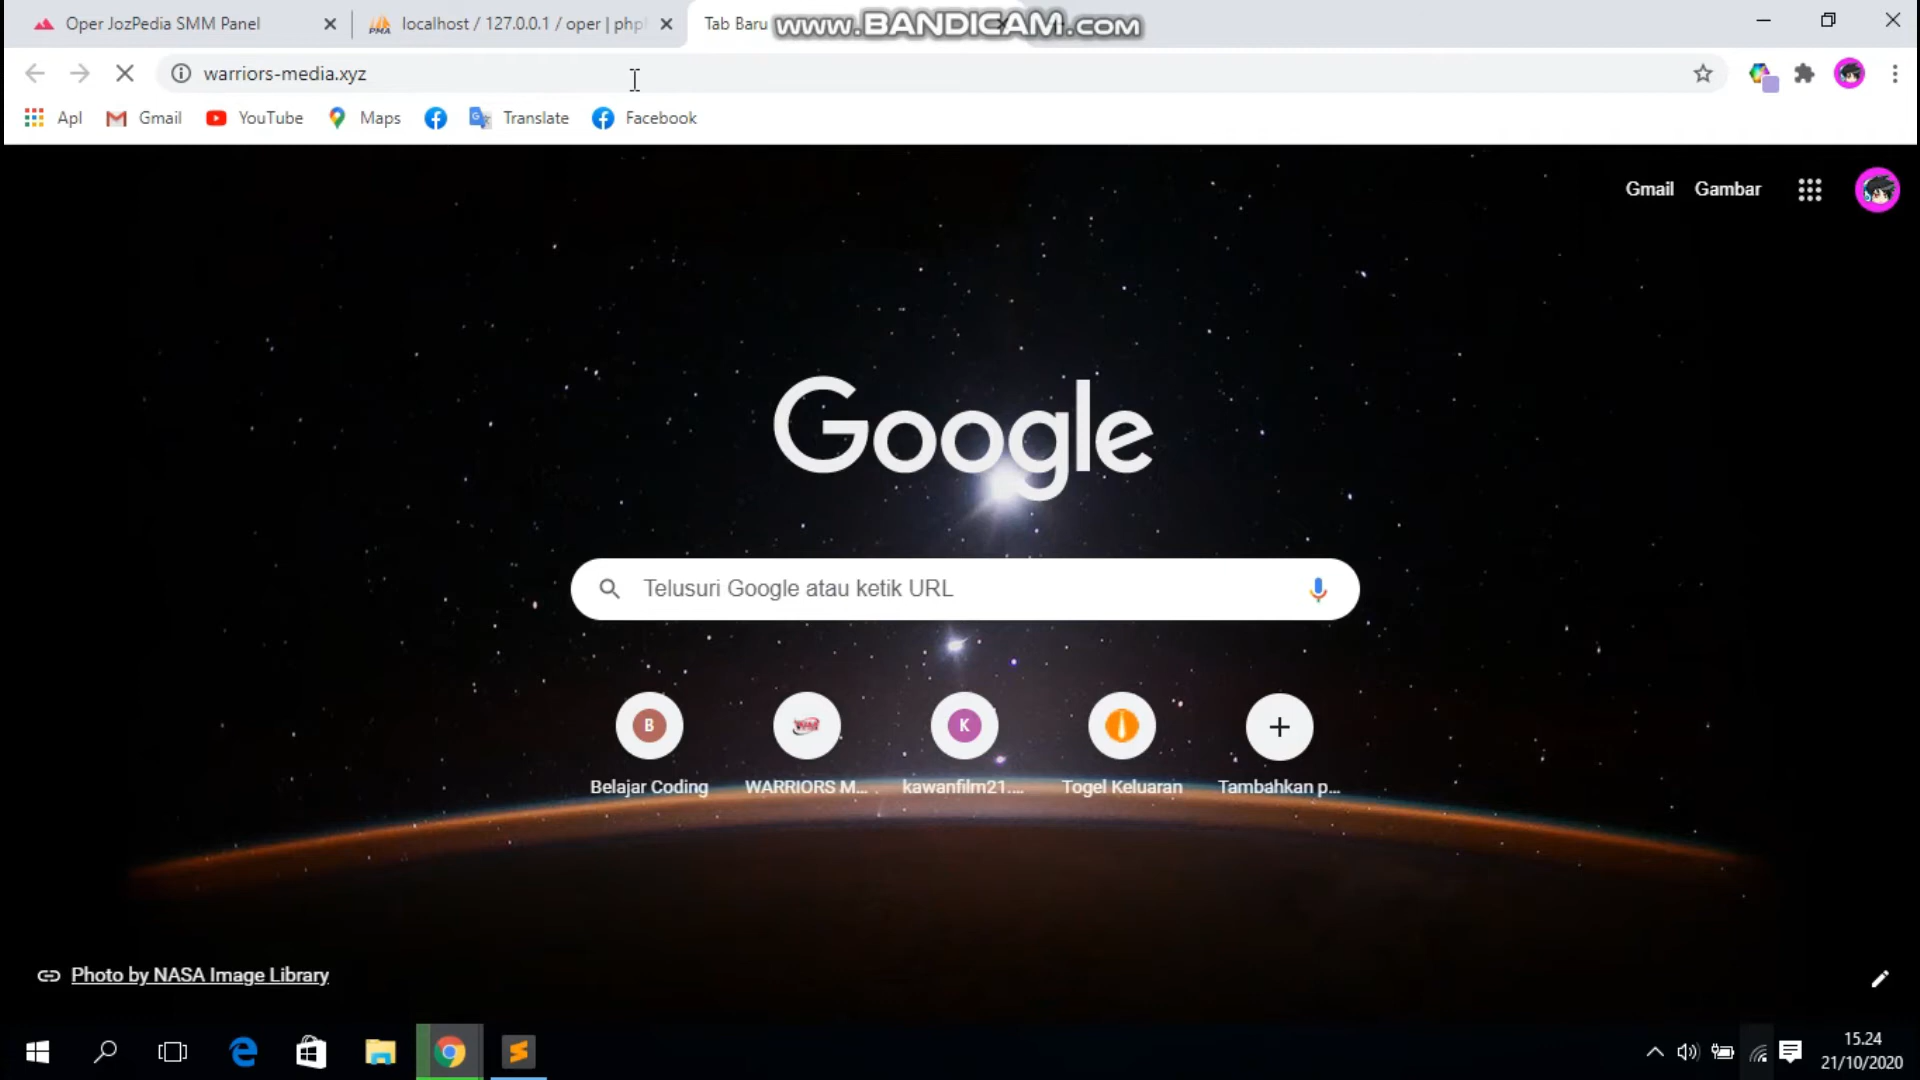 Oper JozPedia SMM Panel
localhost / 127.0.0.1 / oper | php
Tab Baru
www.BANDICAM.com
warriors-media.xyz
Apl
Gmail
YouTube
Maps
Translate
Facebook
Gmail
Gambar
Google
Telusuri Google atau ketik URL
B
K
Belajar Coding
WARRIORS M...
kawanfilm21....
Togel Keluaran
Tambahkan p...
Photo by NASA Image Library
15.24
21/10/2020